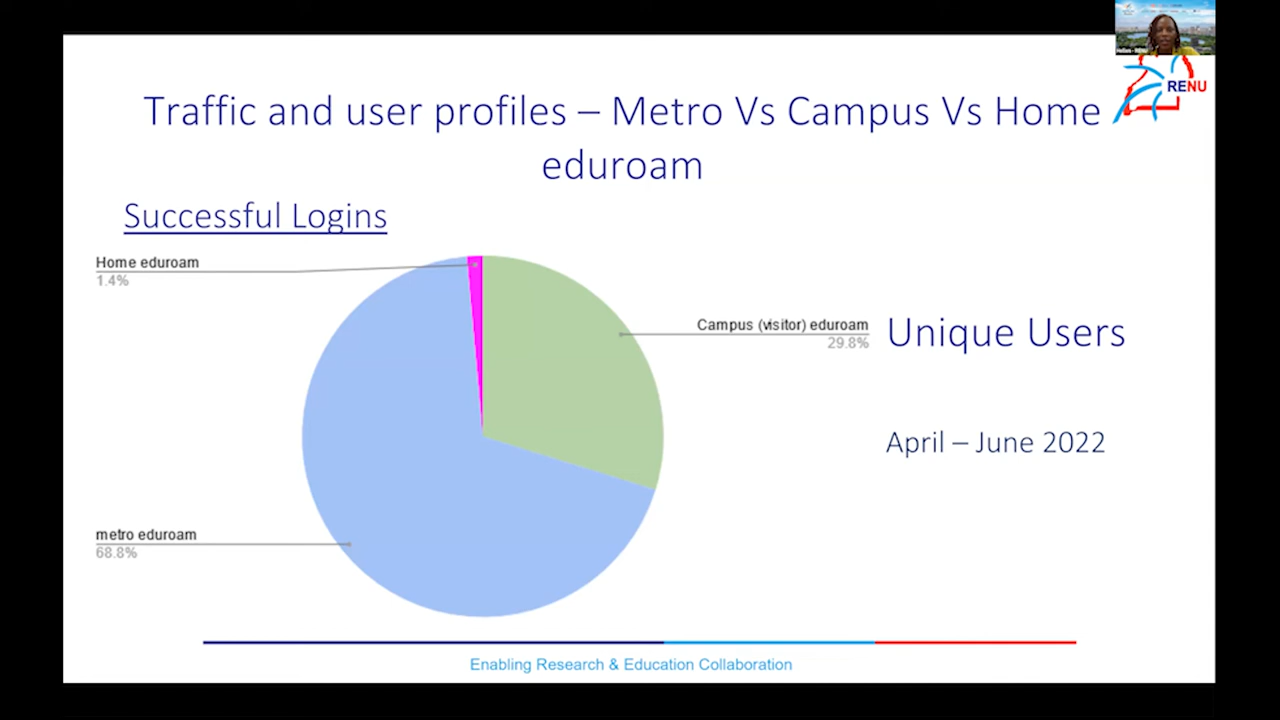 RENU
Traffic and user profiles – Metro Vs Campus Vs Home
eduroam
Successful Logins
Home eduroam
1.4%
Campus (visitor) eduroam
29.8%
Unique Users
April – June 2022
metro eduroam
68.8%
Enabling Research & Education Collaboration